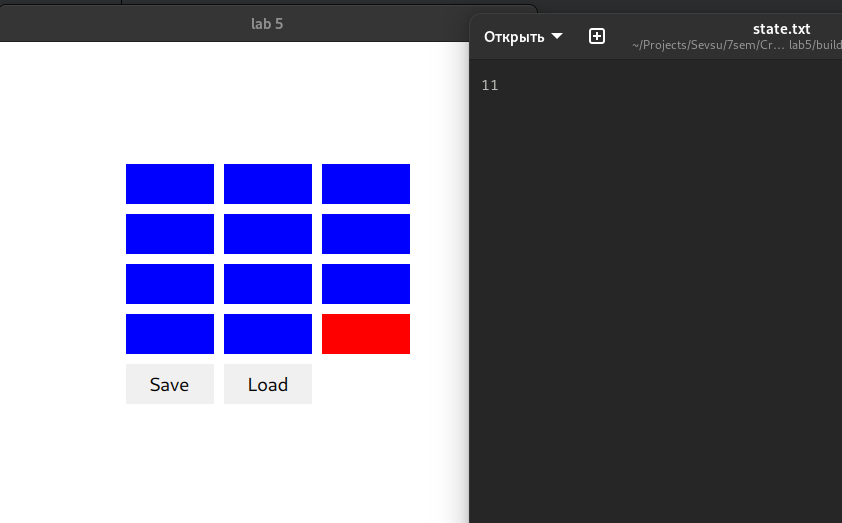 lab 5
Save
Load
Открыть
state.txt
~/Projects/Sevsu/7sem/Cr… lab5/build
11